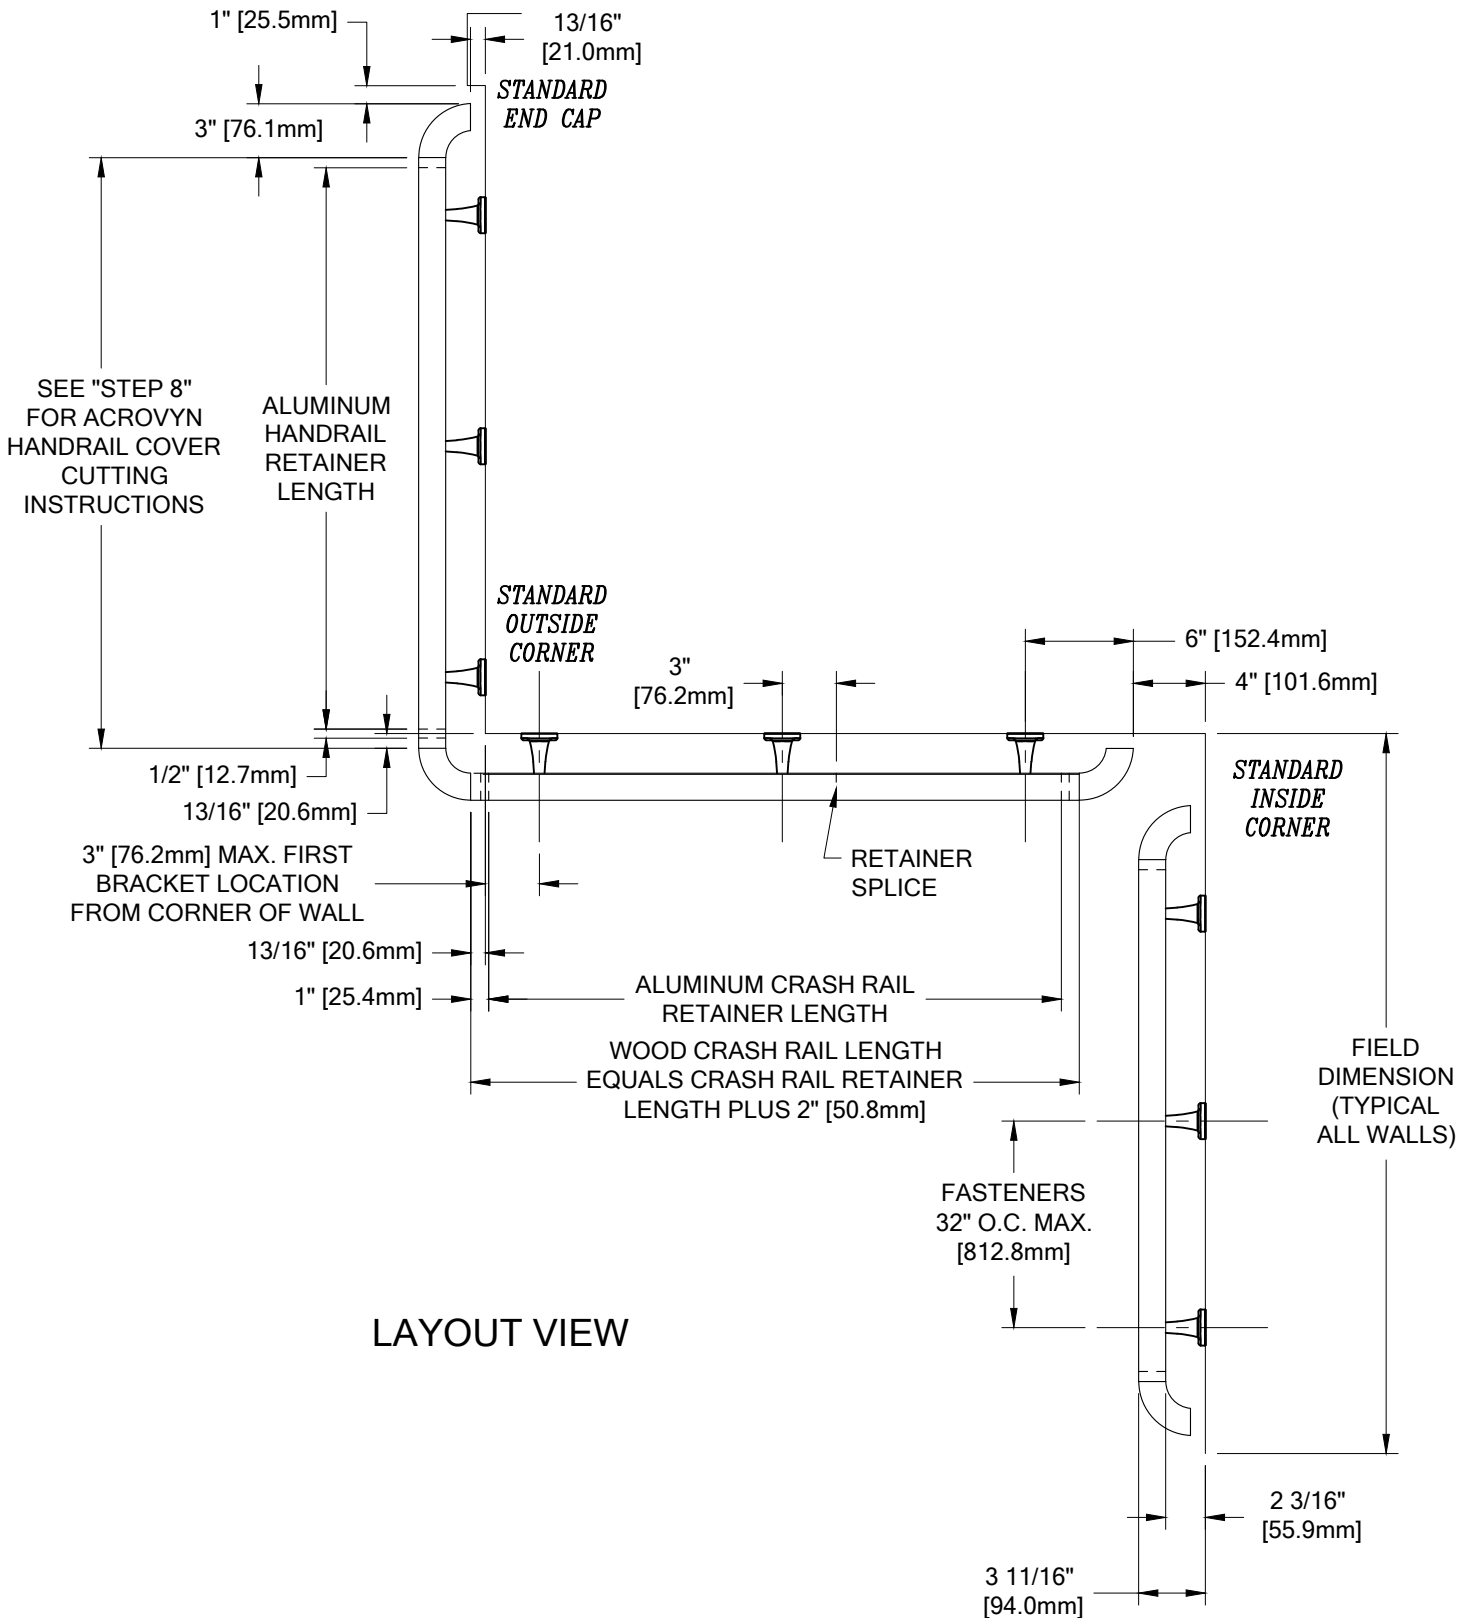 1" [25.5mm]
13/16"
[21.0mm]
STANDARD
END CAP
3" [76.1mm]
SEE "STEP 8"
FOR ACROVYN
HANDRAIL COVER
CUTTING
INSTRUCTIONS
ALUMINUM
HANDRAIL
RETAINER
LENGTH
STANDARD
OUTSIDE
CORNER
3"
[76.2mm]
6" [152.4mm]
4" [101.6mm]
1/2" [12.7mm]
13/16" [20.6mm]
STANDARD
INSIDE
CORNER
3" [76.2mm] MAX. FIRST
BRACKET LOCATION
FROM CORNER OF WALL
RETAINER
SPLICE
13/16" [20.6mm]
1" [25.4mm]
ALUMINUM CRASH RAIL
RETAINER LENGTH
WOOD CRASH RAIL LENGTH
EQUALS CRASH RAIL RETAINER
LENGTH PLUS 2" [50.8mm]
FIELD
DIMENSION
(TYPICAL
ALL WALLS)
FASTENERS
32" O.C. MAX.
[812.8mm]
LAYOUT VIEW
2 3/16"
[55.9mm]
3 11/16"
[94.0mm]